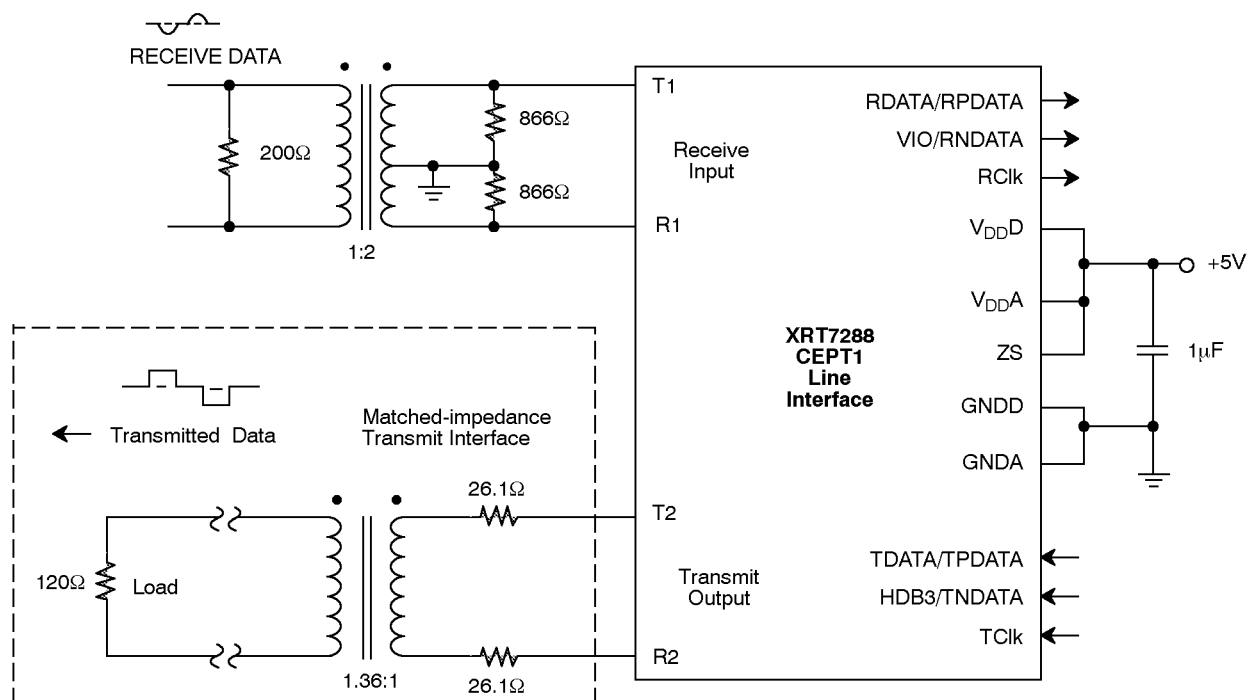 RECEIVE DATA
200Ω
1:2
866Ω
866Ω
T1
Receive
Input
R1
RDATA/RPDATA
VIO/RNDATA
RClk
VDDD
VDDA
ZS
GNDD
GNDA
+5V
1µF
XRT7288
CEPT1
Line
Interface
Transmitted Data
Matched-impedance
Transmit Interface
120Ω
Load
1.36:1
26.1Ω
26.1Ω
T2
Transmit
Output
R2
TDATA/TPDATA
HDB3/TNDATA
TClk